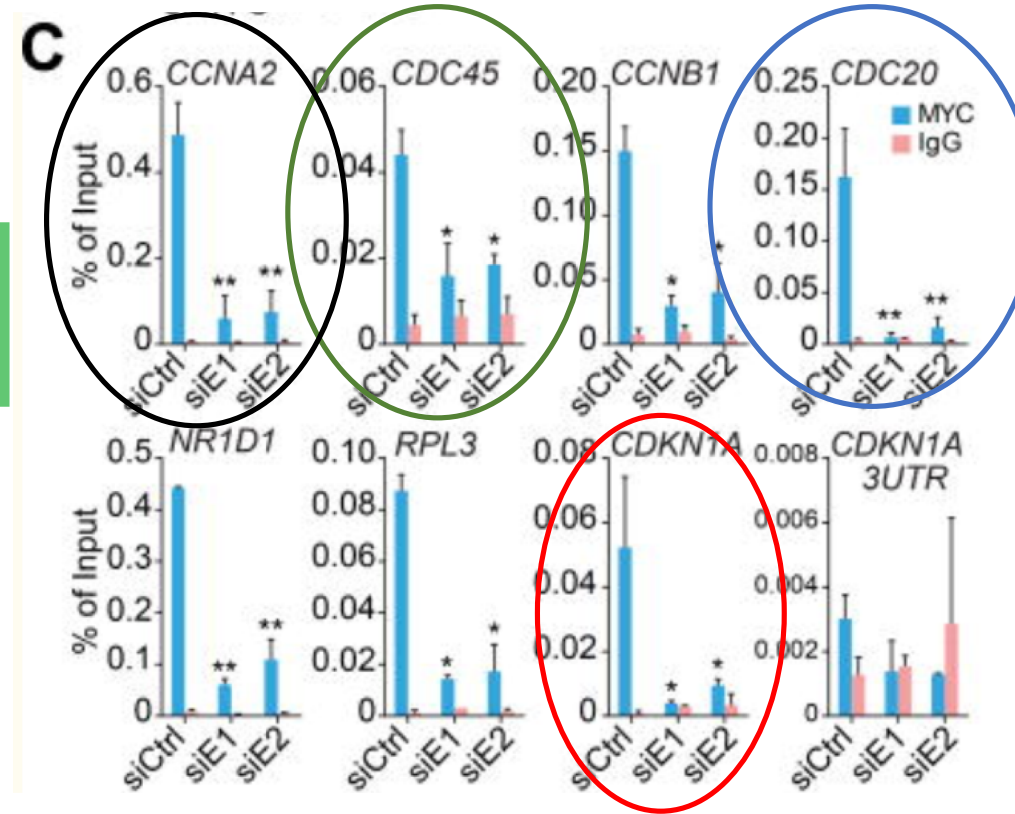 C
CCNA2
0.6
0.4
0.2
0
% of Input
siCtrl siE1 siE2
** **
CDC45
0.06
0.04
0.02
0
siCtrl siE1 siE2
* *
CCNB1
0.20
0.15
0.10
0.05
0
siCtrl siE1 siE2
* *
CDC20
0.25
0.20
0.15
0.10
0.05
0
MYC
IgG
siCtrl siE1 siE2
** **
NR1D1
0.5
0.4
0.3
0.2
0.1
0
% of Input
siCtrl siE1 siE2
** **
RPL3
0.10
0.08
0.06
0.04
0.02
0
siCtrl siE1 siE2
* *
CDKN1A
0.08
0.06
0.04
0.02
0
siCtrl siE1 siE2
* *
CDKN1A
3UTR
0.008
0.006
0.004
0.002
0
siCtrl siE1 siE2